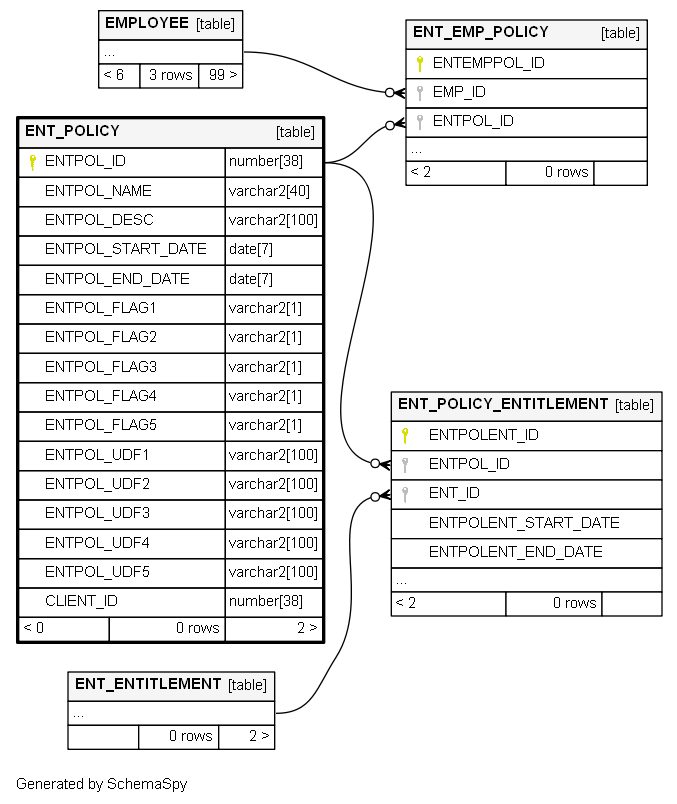 EMPLOYEE [table]
...
< 6 3 rows 99 >
ENT_EMP_POLICY [table]
ENTEMPPOL_ID
EMP_ID
ENTPOL_ID
...
< 2 0 rows
ENT_POLICY [table]
ENTPOL_ID number[38]
ENTPOL_NAME varchar2[40]
ENTPOL_DESC varchar2[100]
ENTPOL_START_DATE date[7]
ENTPOL_END_DATE date[7]
ENTPOL_FLAG1 varchar2[1]
ENTPOL_FLAG2 varchar2[1]
ENTPOL_FLAG3 varchar2[1]
ENTPOL_FLAG4 varchar2[1]
ENTPOL_FLAG5 varchar2[1]
ENTPOL_UDF1 varchar2[100]
ENTPOL_UDF2 varchar2[100]
ENTPOL_UDF3 varchar2[100]
ENTPOL_UDF4 varchar2[100]
ENTPOL_UDF5 varchar2[100]
CLIENT_ID number[38]
< 0 0 rows 2 >
ENT_POLICY_ENTITLEMENT [table]
ENTPOLENT_ID
ENTPOL_ID
ENT_ID
ENTPOLENT_START_DATE
ENTPOLENT_END_DATE
...
< 2 0 rows
ENT_ENTITLEMENT [table]
...
0 rows 2 >
Generated by SchemaSpy